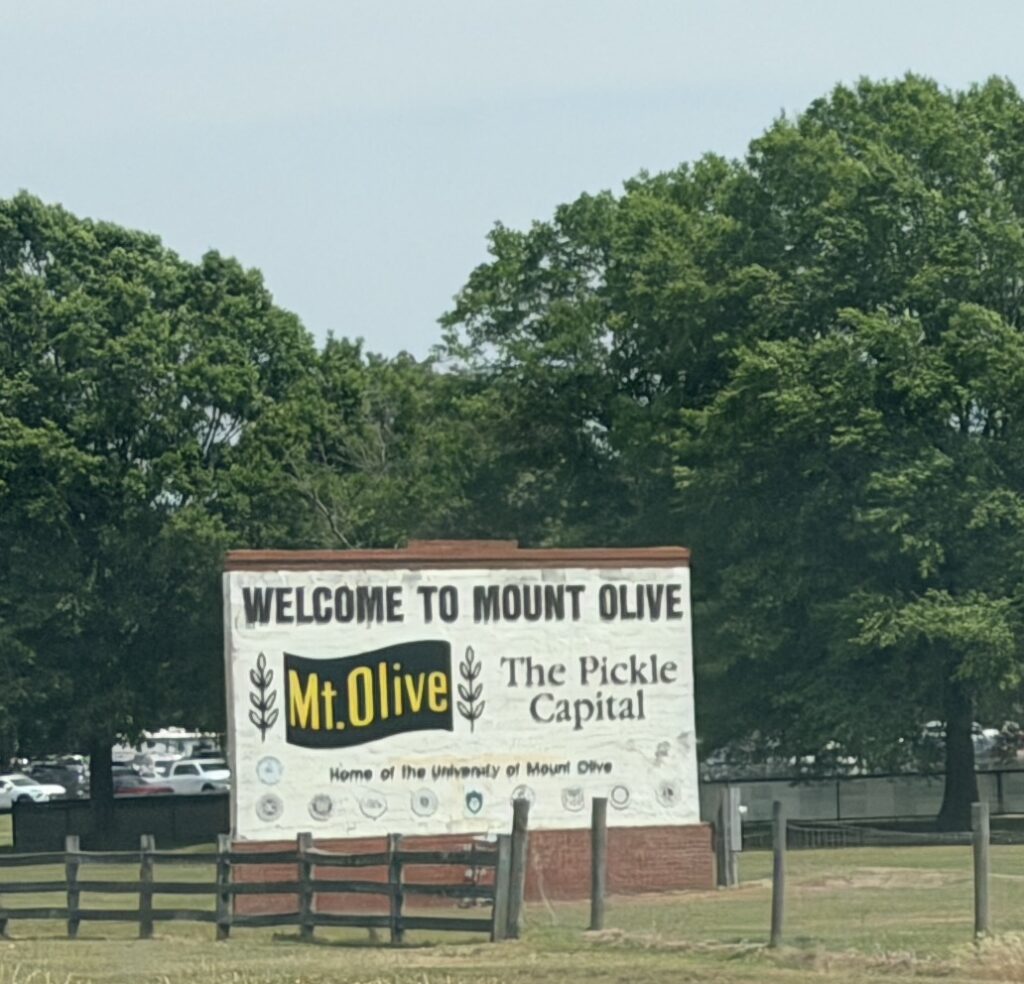 WELCOME TO MOUNT OLIVE
Mt.Olive
The Pickle
Capital
Home of the University of Mount Olive